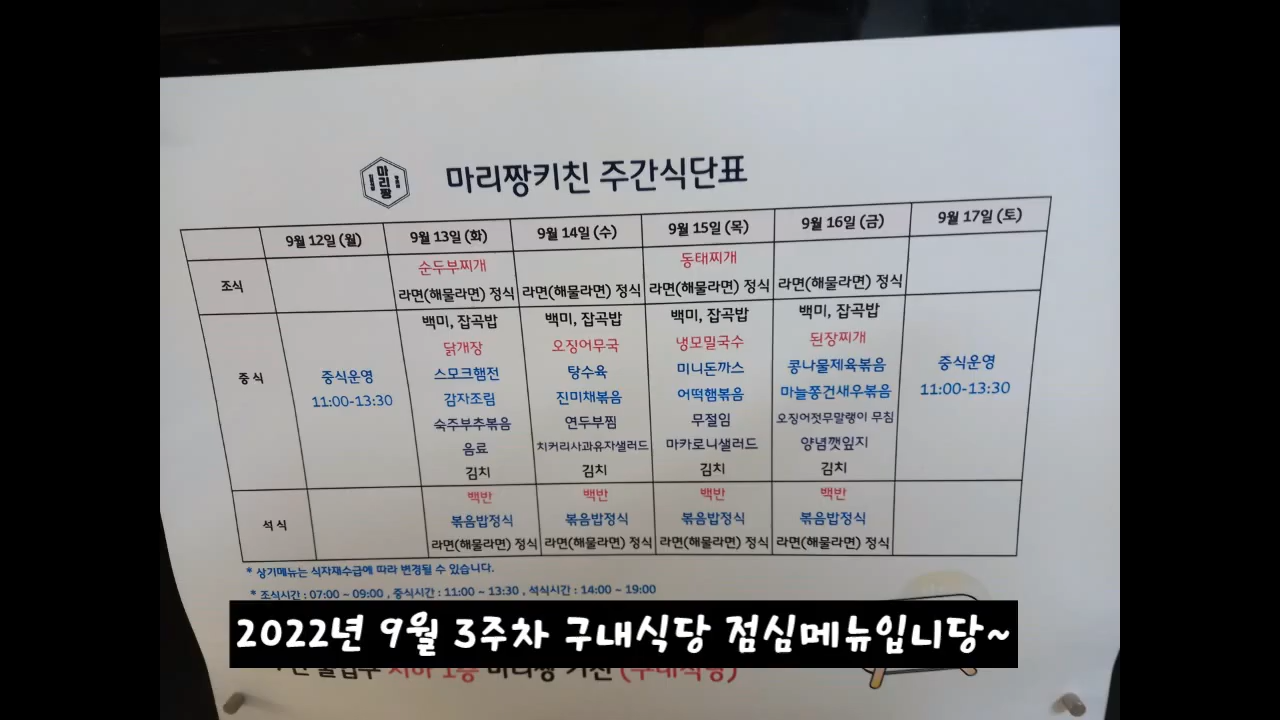 마리짱
마리짱키친 주간식단표
9월 12일 (월) 9월 13일 (화) 9월 14일 (수) 9월 15일 (목) 9월 16일 (금) 9월 17일 (토)
조식
순두부찌개 동태찌개
라면(해물라면) 정식 라면(해물라면) 정식 라면(해물라면) 정식 라면(해물라면) 정식
중식
백미, 잡곡밥 백미, 잡곡밥 백미, 잡곡밥 백미, 잡곡밥
닭개장 오징어무국 냉모밀국수 된장찌개
중식운영 스모크햄전 탕수육 미니돈까스 콩나물제육볶음 중식운영
11:00-13:30 감자조림 진미채볶음 어떡햄볶음 마늘쫑건새우볶음 11:00-13:30
숙주부추볶음 연두부찜 무절임 오징어젓무말랭이 무침
음료 치커리사과유자샐러드 마카로니샐러드 양념깻잎지
김치 김치 김치 김치
석식
백반 백반 백반 백반
볶음밥정식 볶음밥정식 볶음밥정식 볶음밥정식
라면(해물라면) 정식 라면(해물라면) 정식 라면(해물라면) 정식 라면(해물라면) 정식
* 상기메뉴는 식자재수급에 따라 변경될 수 있습니다.
* 조식시간 : 07:00 ~ 09:00 , 중식시간 : 11:00 ~ 13:30 , 석식시간 : 14:00 ~ 19:00
2022년 9월 3주차 구내식당 점심메뉴입니당~
지하 1층 마리짱 키친 (구내식당)